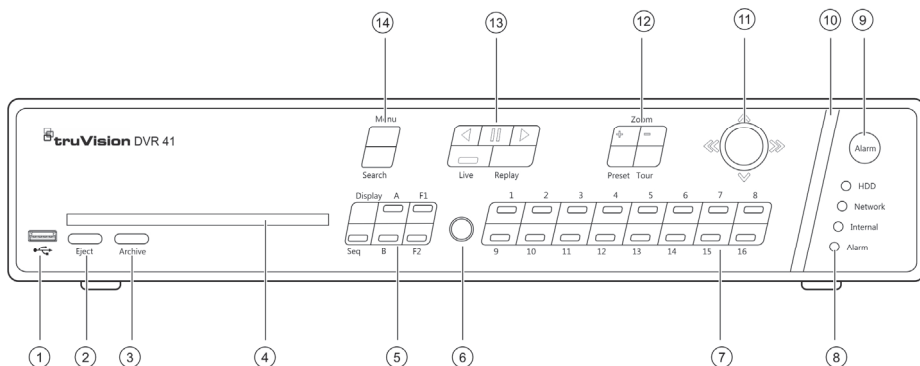 14 13 12 11 10 9
Menu Zoom
truVision DVR 41
+ −
Alarm
Search Live Replay Preset Tour
HDD
Display A F1 1 2 3 4 5 6 7 8
Network
Internal
Eject Archive Seq B F2 9 10 11 12 13 14 15 16
Alarm
1 2 3 4 5 6 7 8